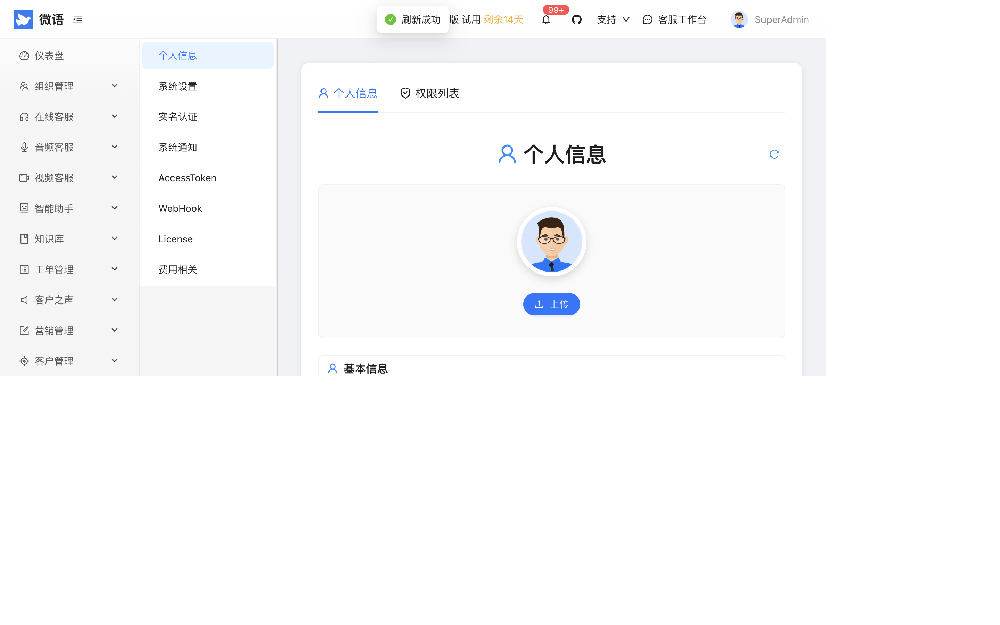 微语
刷新成功
版 试用 剩余14天
99+
支持
客服工作台
SuperAdmin
仪表盘
组织管理
在线客服
音频客服
视频客服
智能助手
知识库
工单管理
客户之声
营销管理
客户管理
个人信息
系统设置
实名认证
系统通知
AccessToken
WebHook
License
费用相关
个人信息
权限列表
个人信息
上传
基本信息